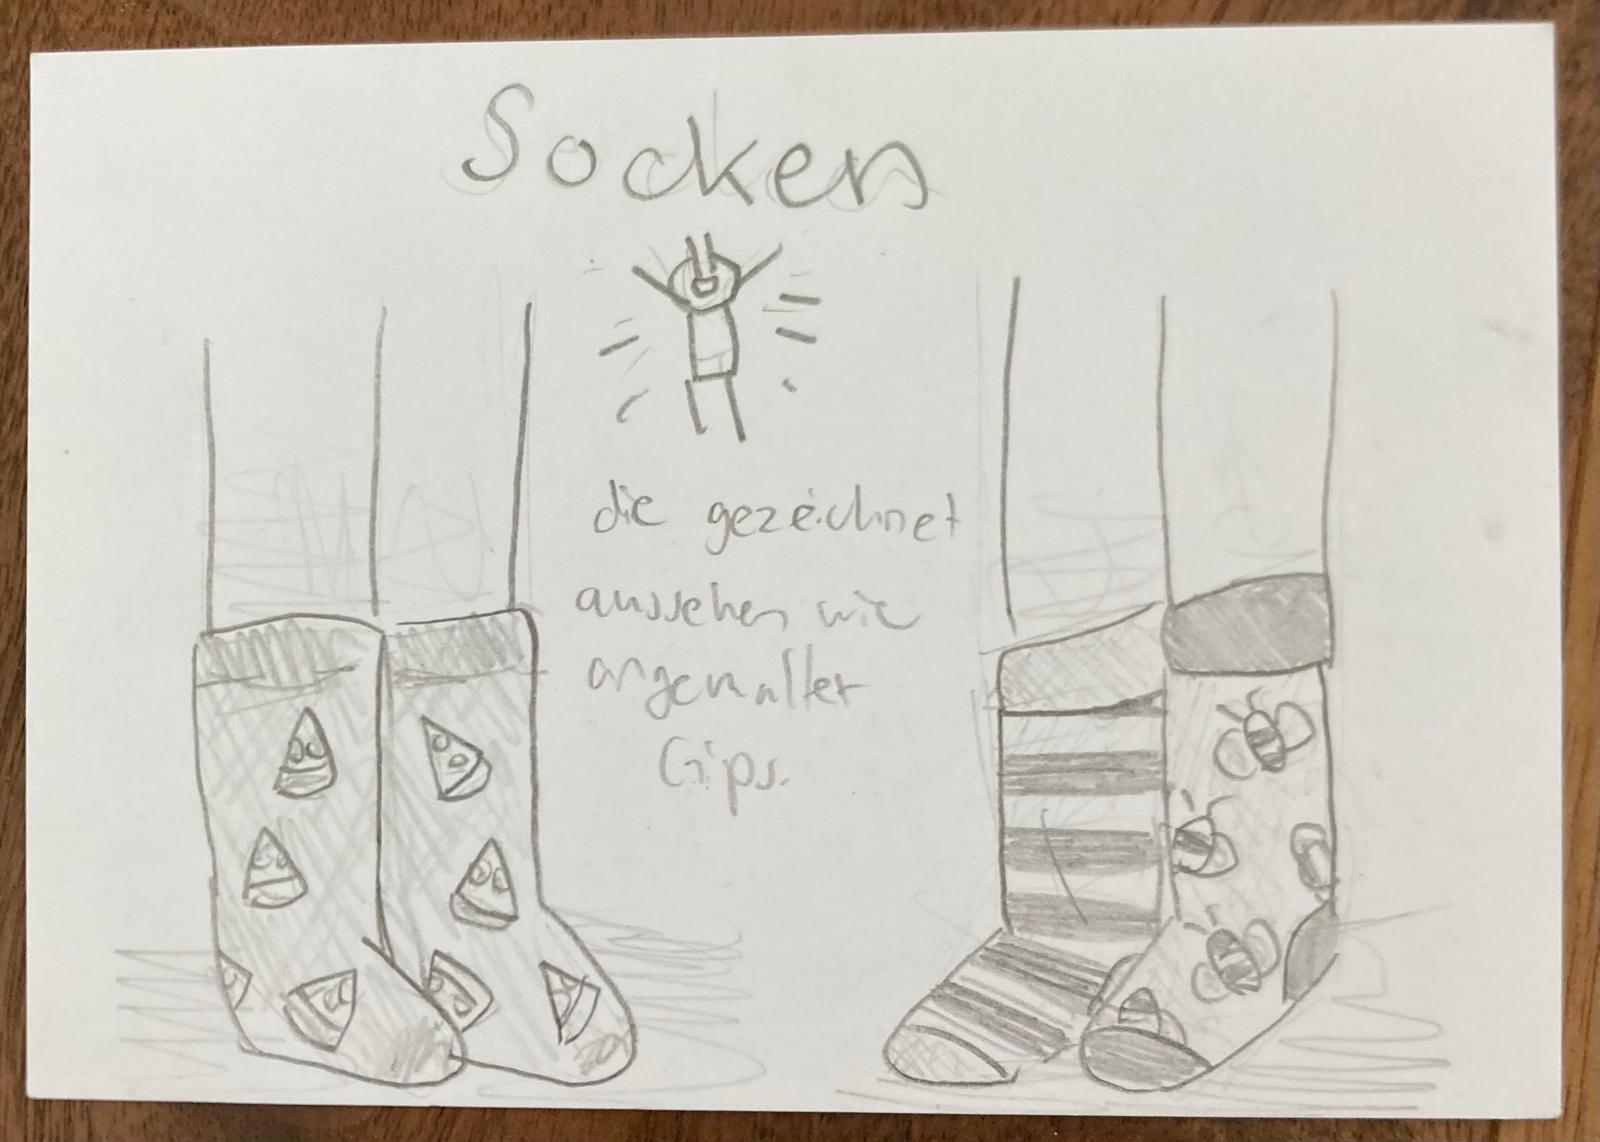 Socken
die gezeichnet
aussehen wie
angemalter
Gips.